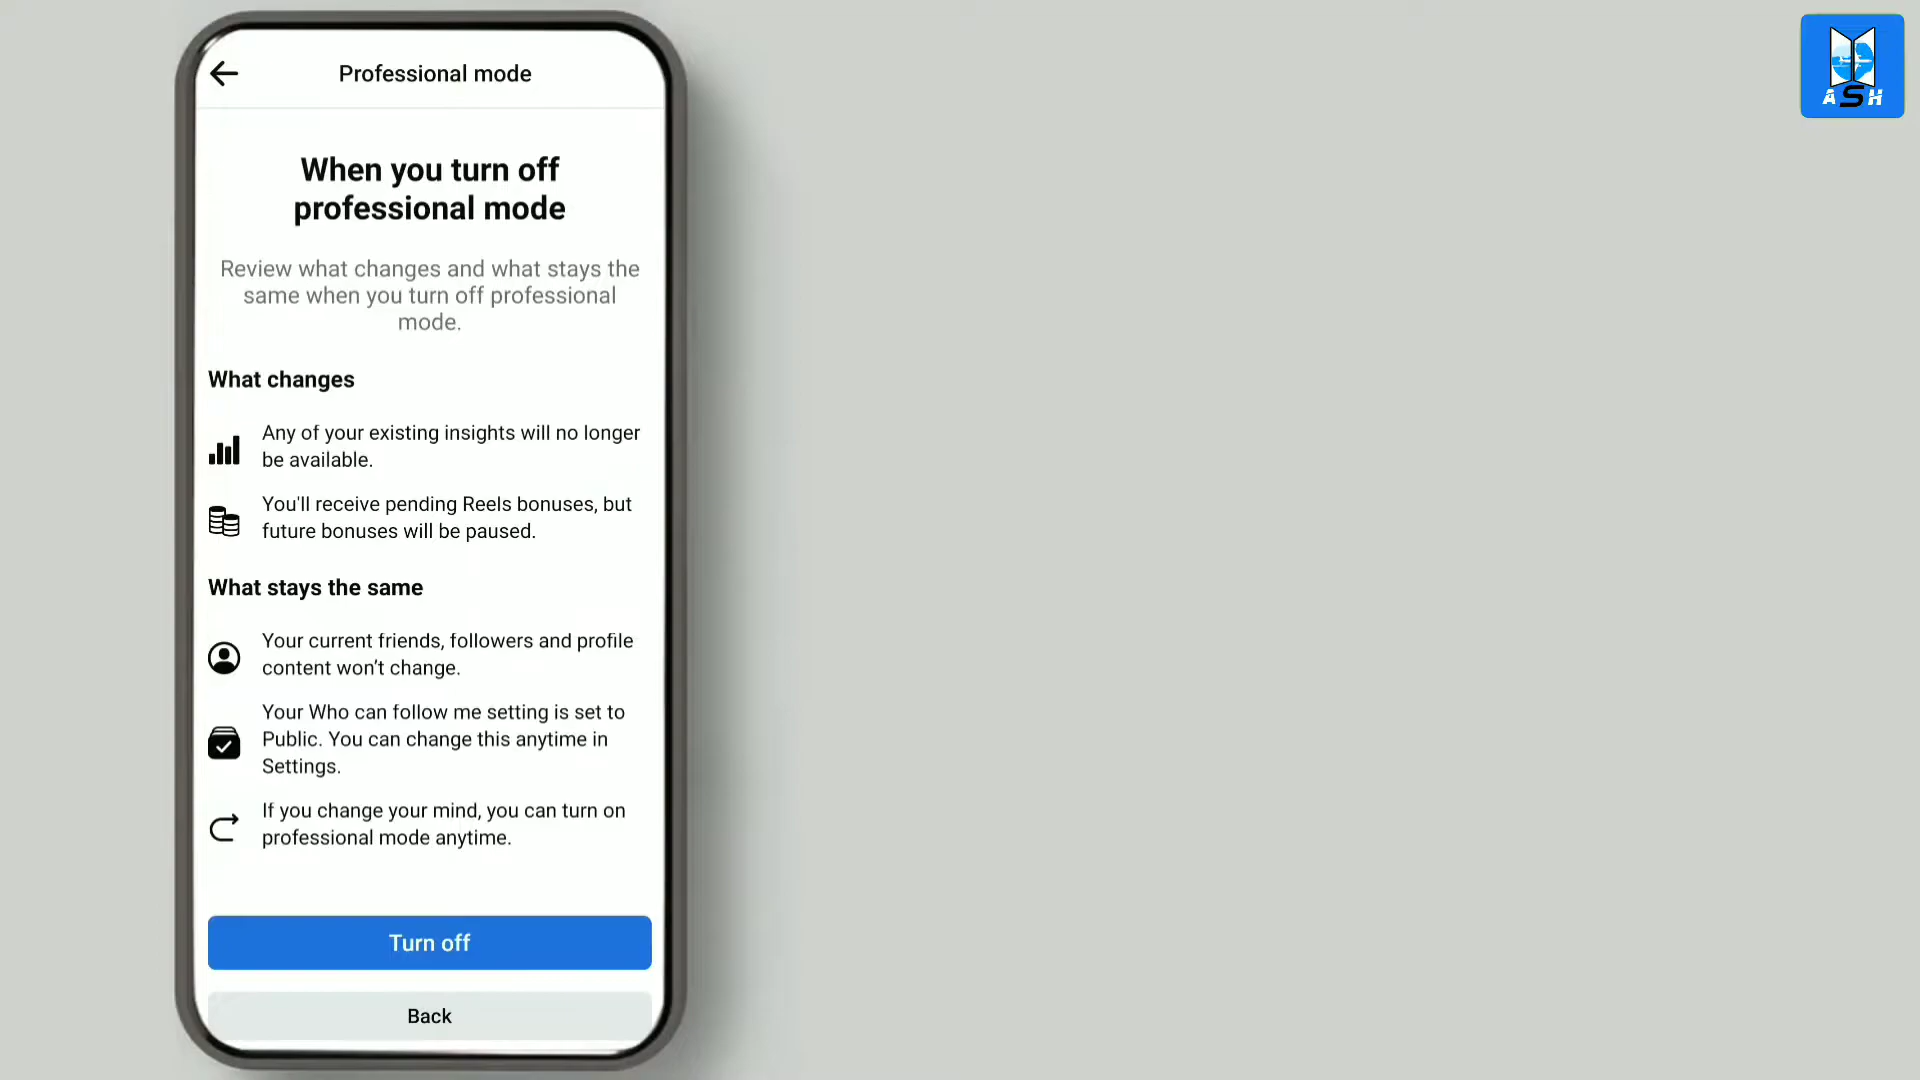 Professional mode
When you turn off
professional mode
Review what changes and what stays the
same when you turn off professional
mode.
What changes
Any of your existing insights will no longer
be available.
You'll receive pending Reels bonuses, but
future bonuses will be paused.
What stays the same
Your current friends, followers and profile
content won’t change.
Your Who can follow me setting is set to
Public. You can change this anytime in
Settings.
If you change your mind, you can turn on
professional mode anytime.
Turn off
Back
ASH